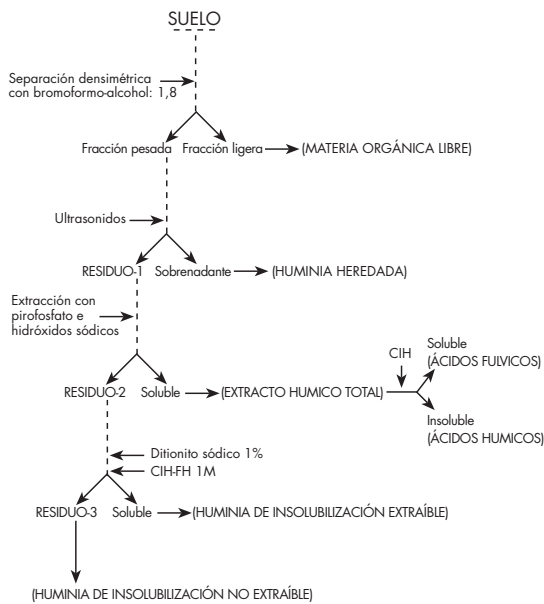 SUELO
Separación densimétrica
con bromoformo-alcohol: 1,8
Fracción pesada
Fracción ligera
(MATERIA ORGÁNICA LIBRE)
Ultrasonidos
RESIDUO-1
Sobrenadante
(HUMINIA HEREDADA)
Extracción con
pirofosfato e
hidróxidos sódicos
RESIDUO-2
Soluble
(EXTRACTO HUMICO TOTAL)
CIH
Soluble
(ÁCIDOS FULVICOS)
Insoluble
(ÁCIDOS HUMICOS)
Ditionito sódico 1%
CIH-FH 1M
RESIDUO-3
Soluble
(HUMINIA DE INSOLUBILIZACIÓN EXTRAÍBLE)
(HUMINIA DE INSOLUBILIZACIÓN NO EXTRAÍBLE)